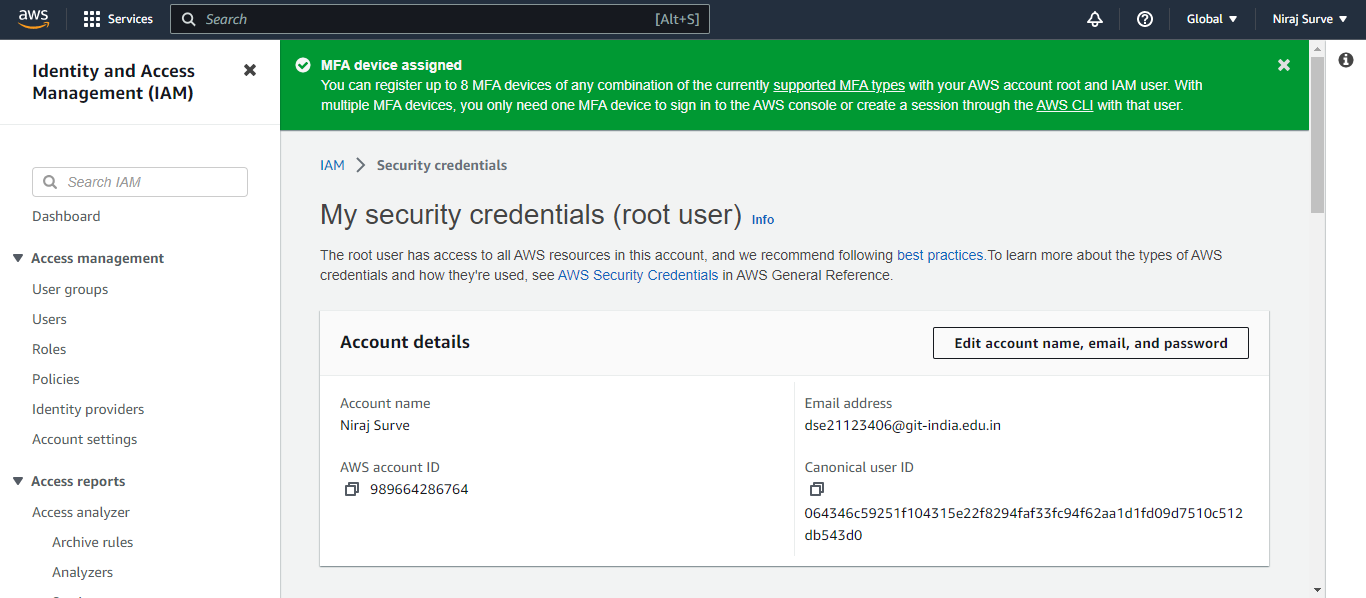 aws
Services
Search
[Alt+S]
Global
Niraj Surve
Identity and Access
Management (IAM)
Search IAM
Dashboard
Access management
User groups
Users
Roles
Policies
Identity providers
Account settings
Access reports
Access analyzer
Archive rules
Analyzers
MFA device assigned
You can register up to 8 MFA devices of any combination of the currently supported MFA types with your AWS account root and IAM user. With
multiple MFA devices, you only need one MFA device to sign in to the AWS console or create a session through the AWS CLI with that user.
IAM > Security credentials
My security credentials (root user) Info
The root user has access to all AWS resources in this account, and we recommend following best practices.To learn more about the types of AWS
credentials and how they're used, see AWS Security Credentials in AWS General Reference.
Account details
Edit account name, email, and password
Account name
Niraj Surve
Email address
dse21123406@git-india.edu.in
AWS account ID
989664286764
Canonical user ID
064346c59251f104315e22f8294faf33fc94f62aa1d1fd09d7510c512
db543d0